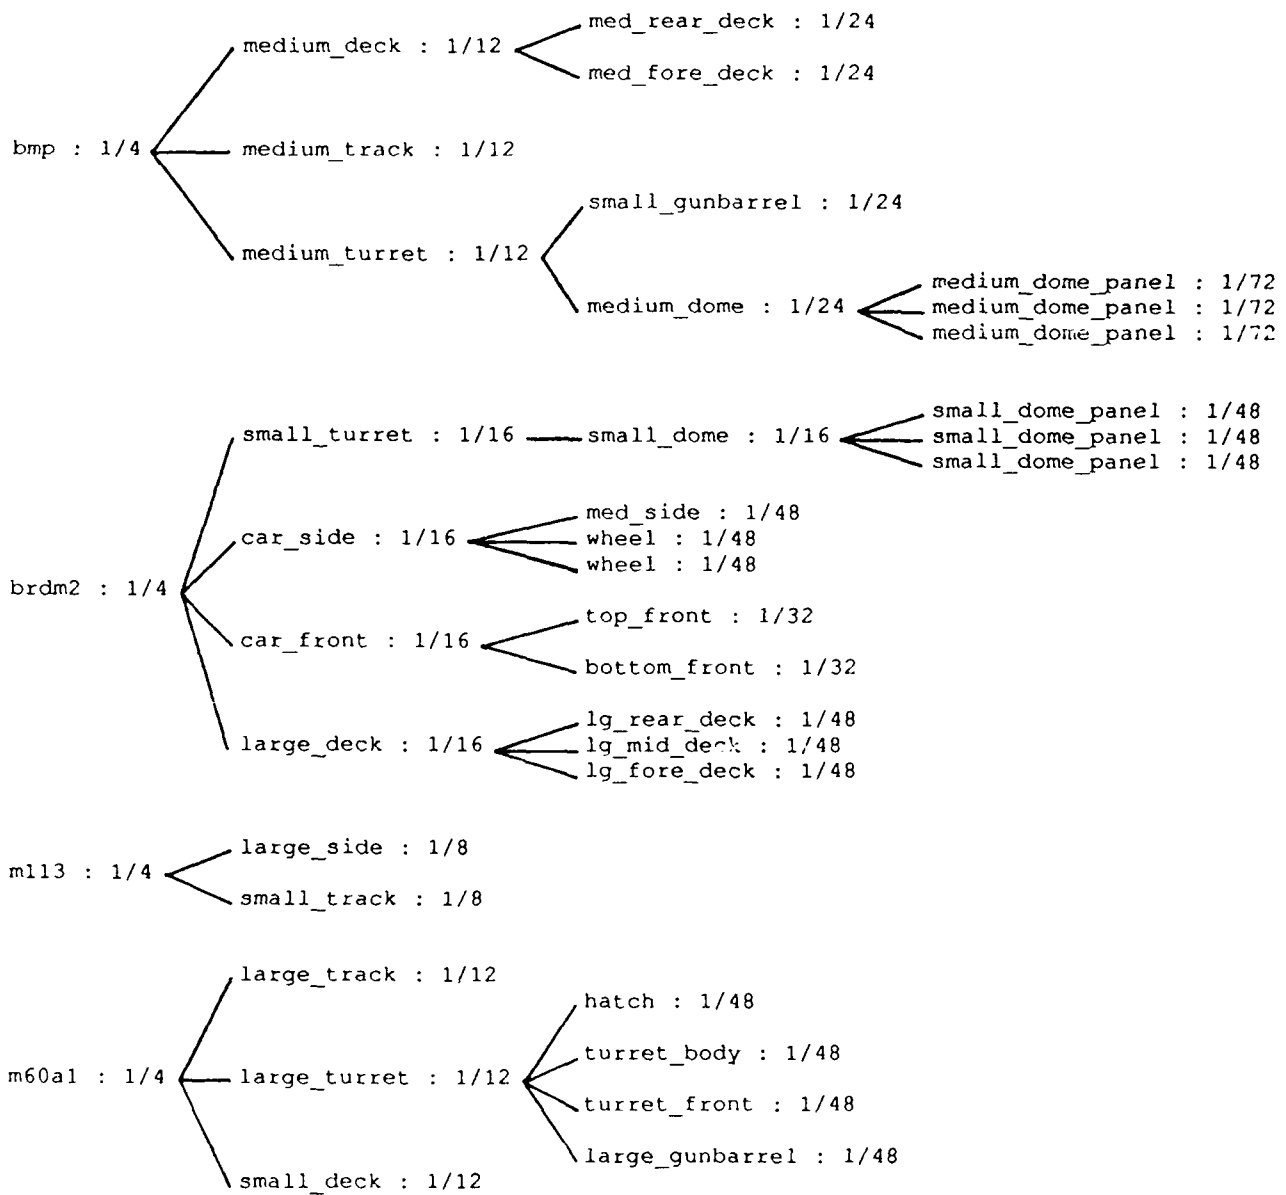 med_rear_deck : 1/24
medium_deck : 1/12
med_fore_deck : 1/24
bmp : 1/4
medium_track : 1/12
small_gunbarrel : 1/24
medium_turret : 1/12
medium_dome_panel : 1/72
medium_dome : 1/24
medium_dome_panel : 1/72
medium_dome_panel : 1/72
small_dome_panel : 1/48
small_turret : 1/16
small_dome : 1/16
small_dome_panel : 1/48
small_dome_panel : 1/48
med_side : 1/48
car_side : 1/16
wheel : 1/48
wheel : 1/48
brdm2 : 1/4
top_front : 1/32
car_front : 1/16
bottom_front : 1/32
lg_rear_deck : 1/48
large_deck : 1/16
lg_mid_deck : 1/48
lg_fore_deck : 1/48
large_side : 1/8
m113 : 1/4
small_track : 1/8
large_track : 1/12
hatch : 1/48
turret_body : 1/48
m60a1 : 1/4
large_turret : 1/12
turret_front : 1/48
large_gunbarrel : 1/48
small_deck : 1/12